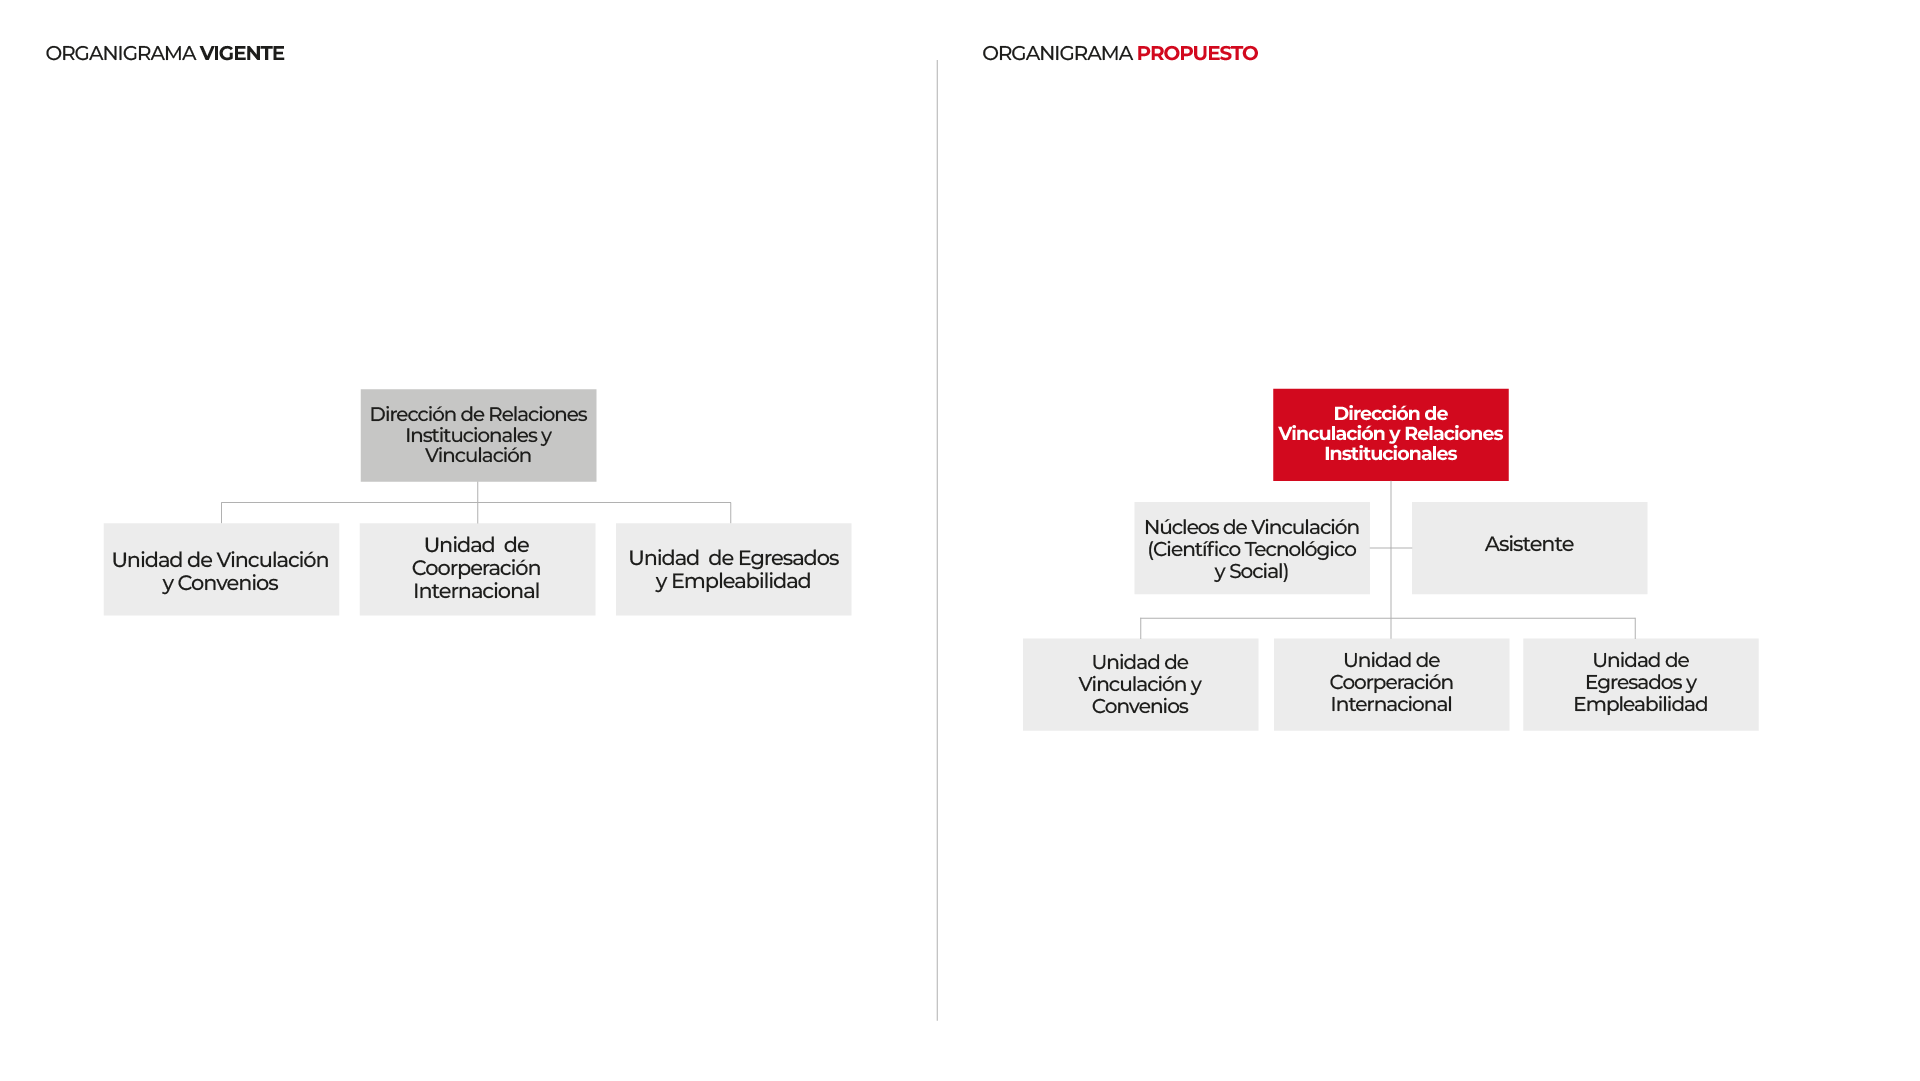 ORGANIGRAMA VIGENTE
Dirección de Relaciones
Institucionales y
Vinculación
Unidad de Vinculación
y Convenios
Unidad  de
Coorperación
Internacional
Unidad  de Egresados
y Empleabilidad
ORGANIGRAMA PROPUESTO
Dirección de
Vinculación y Relaciones
Institucionales
Núcleos de Vinculación
(Científico Tecnológico
y Social)
Asistente
Unidad de
Vinculación y
Convenios
Unidad de
Coorperación
Internacional
Unidad de
Egresados y
Empleabilidad